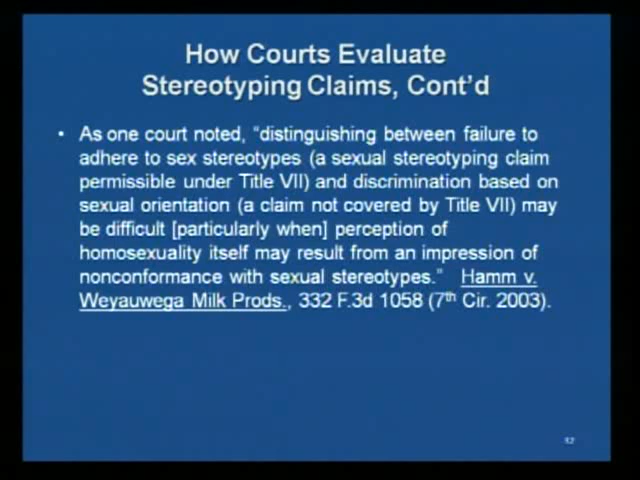 How Courts Evaluate
Stereotyping Claims, Cont'd
• As one court noted, "distinguishing between failure to
adhere to sex stereotypes (a sexual stereotyping claim
permissible under Title VII) and discrimination based on
sexual orientation (a claim not covered by Title VII) may
be difficult [particularly when] perception of
homosexuality itself may result from an impression of
nonconformance with sexual stereotypes." Hamm v.
Weyauwega Milk Prods., 332 F.3d 1058 (7th Cir. 2003).